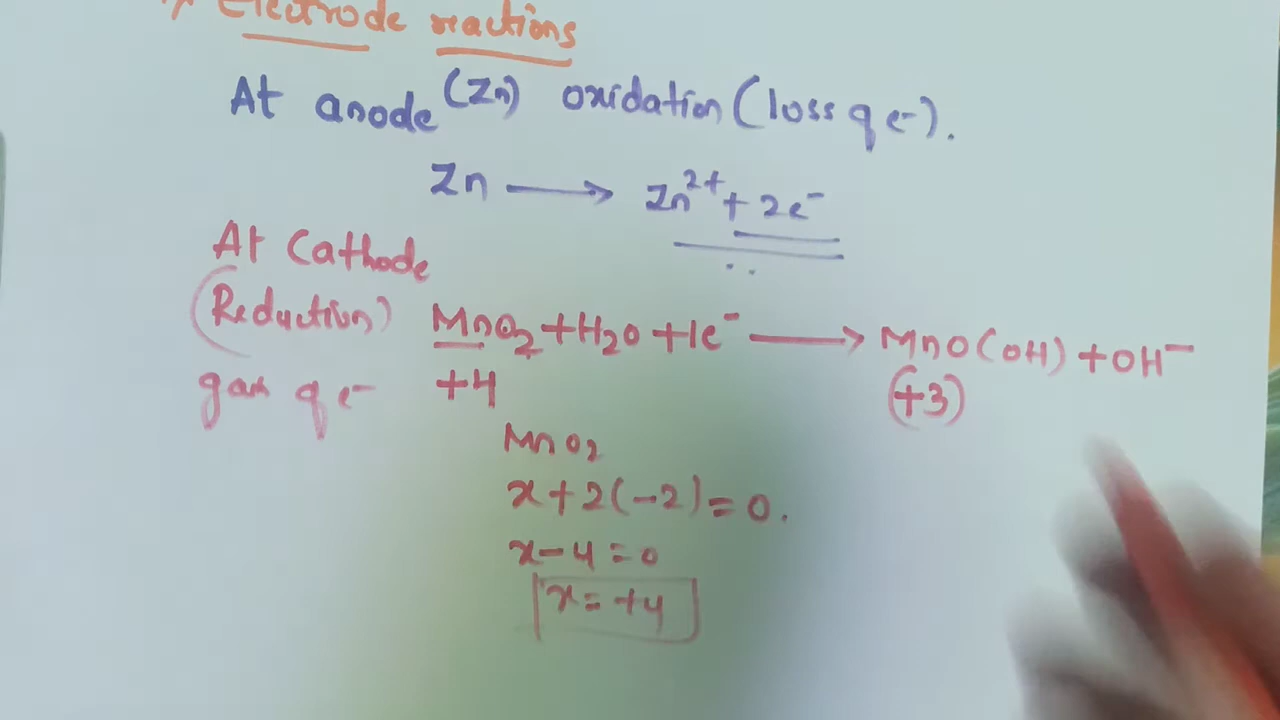 Electrode reactions
At anode (Zn) oxidation (loss of e⁻).
Zn ⟶ Zn²⁺ + 2e⁻
At Cathode
(Reduction) MnO₂ + H₂O + 1e⁻ ⟶ MnO(OH) + OH⁻
gain of e⁻ +4 (+3)
MnO₂
x + 2(-2) = 0.
x - 4 = 0
x = +4